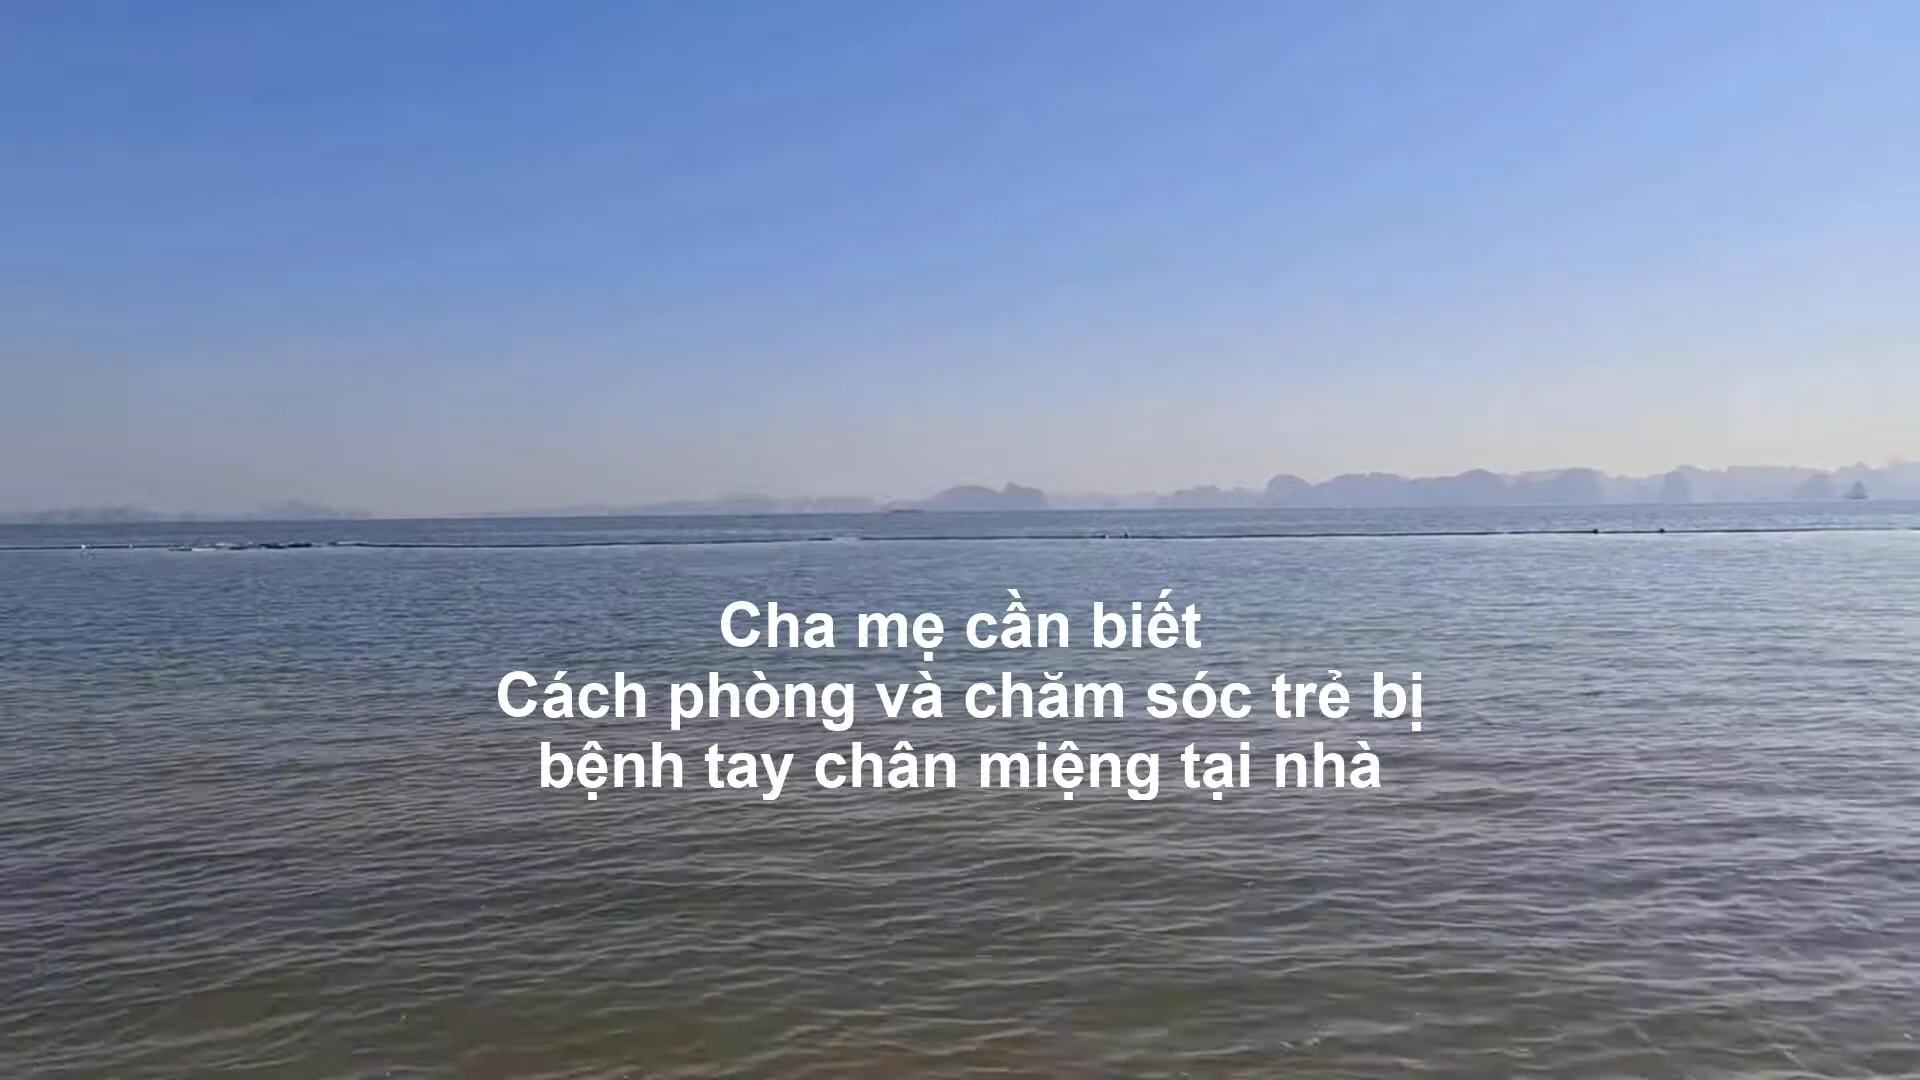 Cha mẹ cần biết
Cách phòng và chăm sóc trẻ bị
bệnh tay chân miệng tại nhà